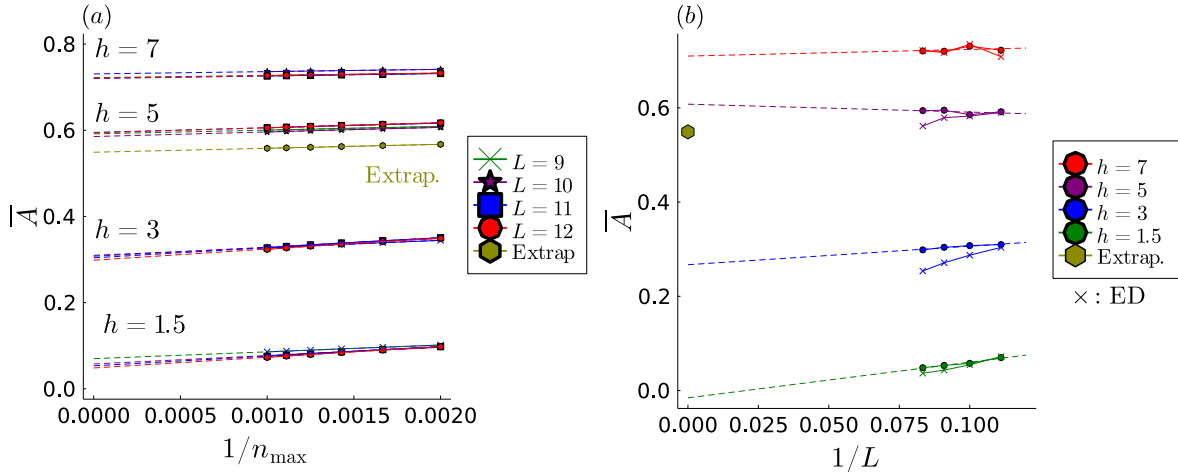 (a)
0.8
0.6
0.4
0.2
0.0
A
h = 7
h = 5
Extrap.
h = 3
h = 1.5
0.0000 0.0005 0.0010 0.0015 0.0020
1/n_max
L = 9
L = 10
L = 11
L = 12
Extrap
(b)
0.6
0.4
0.2
0.0
A
0.000 0.025 0.050 0.075 0.100
1/L
h = 7
h = 5
h = 3
h = 1.5
Extrap.
×: ED